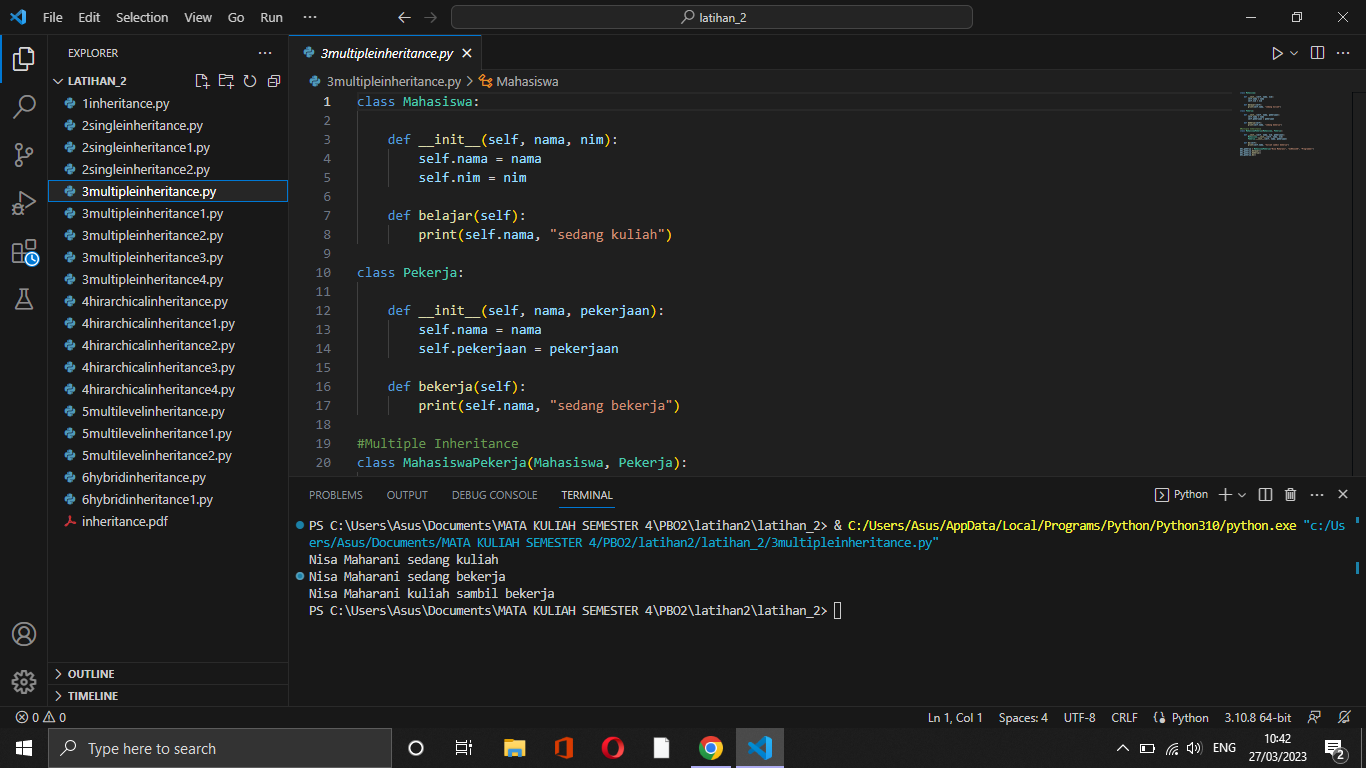 File Edit Selection View Go Run ··· latihan_2
EXPLORER ···
LATIHAN_2
1inheritance.py
2singleinheritance.py
2singleinheritance1.py
2singleinheritance2.py
3multipleinheritance.py
3multipleinheritance1.py
3multipleinheritance2.py
3multipleinheritance3.py
3multipleinheritance4.py
4hirarchicalinheritance.py
4hirarchicalinheritance1.py
4hirarchicalinheritance2.py
4hirarchicalinheritance3.py
4hirarchicalinheritance4.py
5multilevelinheritance.py
5multilevelinheritance1.py
5multilevelinheritance2.py
6hybridinheritance.py
6hybridinheritance1.py
inheritance.pdf
OUTLINE
TIMELINE
3multipleinheritance.py
3multipleinheritance.py > Mahasiswa
1 class Mahasiswa:
2
3 def __init__(self, nama, nim):
4 self.nama = nama
5 self.nim = nim
6
7 def belajar(self):
8 print(self.nama, "sedang kuliah")
9
10 class Pekerja:
11
12 def __init__(self, nama, pekerjaan):
13 self.nama = nama
14 self.pekerjaan = pekerjaan
15
16 def bekerja(self):
17 print(self.nama, "sedang bekerja")
18
19 #Multiple Inheritance
20 class MahasiswaPekerja(Mahasiswa, Pekerja):
PROBLEMS OUTPUT DEBUG CONSOLE TERMINAL Python
PS C:\Users\Asus\Documents\MATA KULIAH SEMESTER 4\PBO2\latihan2\latihan_2> & C:/Users/Asus/AppData/Local/Programs/Python/Python310/python.exe "c:/Us
ers/Asus/Documents/MATA KULIAH SEMESTER 4/PBO2/latihan2/latihan_2/3multipleinheritance.py"
Nisa Maharani sedang kuliah
Nisa Maharani sedang bekerja
Nisa Maharani kuliah sambil bekerja
PS C:\Users\Asus\Documents\MATA KULIAH SEMESTER 4\PBO2\latihan2\latihan_2>
0 0 Ln 1, Col 1 Spaces: 4 UTF-8 CRLF Python 3.10.8 64-bit
Type here to search
ENG
10:42
27/03/2023
2